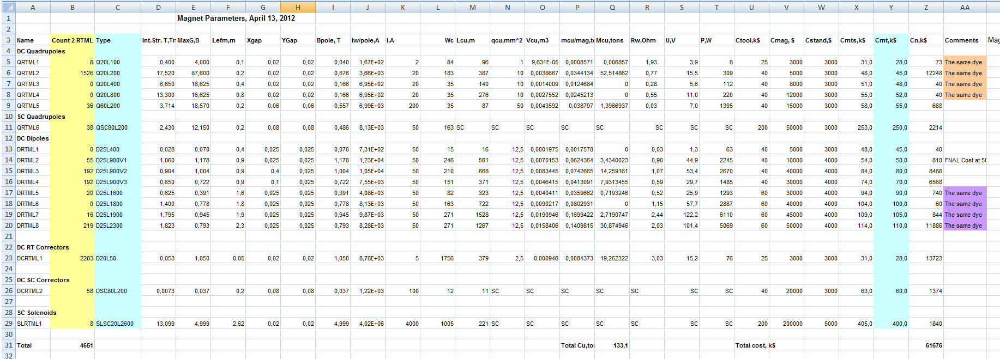 A B C D E F G H I J K L M N O P Q R S T U V W X Y Z AA
1 Magnet Parameters, April 13, 2012
2
3 Name Count 2 RTML Type Int.Str. T,Tm MaxG,B Lefm,m Xgap YGap Bpole, T Iw/pole,A I,A Wc Lcu,m qcu,mm^2 Vcu,m3 mcu/mag,to Mcu,tons Rw,Ohm U,V P,W Ctool,k$ Cmag, $ Cstand,$ Cmts,k$ Cmt,k$ Cn,k$ Comments Mag
4 DC Quadrupoles
5 QRTML1 8 Q20L100 0,400 4,000 0,1 0,02 0,02 0,040 1,67E+02 2 84 96 1 9,631E-05 0,0008571 0,006857 1,93 3,9 8 25 3000 3000 31,0 28,0 73 The same dye
6 QRTML2 1526 Q20L200 17,520 87,600 0,2 0,02 0,02 0,876 3,66E+03 20 183 387 10 0,0038667 0,0344134 52,514862 0,77 15,5 309 40 5000 3000 48,0 45,0 12248 The same dye
7 QRTML3 0 Q20L400 6,650 16,625 0,4 0,02 0,02 0,166 6,95E+02 20 35 140 10 0,0014009 0,0124684 0 0,28 5,6 112 40 8000 3000 51,0 48,0 40 The same dye
8 QRTML4 0 Q20L800 13,300 16,625 0,8 0,02 0,02 0,166 6,95E+02 20 35 276 10 0,0027552 0,0245213 0 0,55 11,0 220 40 12000 3000 55,0 52,0 40 The same dye
9 QRTML5 36 Q60L200 3,714 18,570 0,2 0,06 0,06 0,557 6,99E+03 200 35 87 50 0,0043592 0,038797 1,3966937 0,03 7,0 1395 40 15000 3000 58,0 55,0 688
10 SC Quadrupoles
11 QRTML6 38 QSC80L200 2,430 12,150 0,2 0,08 0,08 0,486 8,13E+03 50 163 SC SC SC SC SC SC SC SC 200 50000 3000 253,0 250,0 2214
12 DC Dipoles
13 DRTML1 0 D25L400 0,028 0,070 0,4 0,025 0,025 0,070 7,31E+02 50 15 16 12,5 0,0001975 0,0017578 0 0,03 1,3 63 40 5000 3000 48,0 45,0 40
14 DRTML2 55 D25L900V1 1,060 1,178 0,9 0,025 0,025 1,178 1,23E+04 50 246 561 12,5 0,0070153 0,0624364 3,4340023 0,90 44,9 2245 40 10000 4000 54,0 50,0 810 FNAL Cost at 50
15 DRTML3 192 D25L900V2 0,904 1,004 0,9 0,4 0,025 1,004 1,05E+04 50 210 668 12,5 0,0083445 0,0742665 14,259161 1,07 53,4 2670 40 40000 4000 84,0 80,0 8488
16 DRTML4 192 D25L900V3 0,650 0,722 0,9 0,1 0,025 0,722 7,55E+03 50 151 371 12,5 0,0046415 0,0413091 7,9313455 0,59 29,7 1485 40 30000 4000 74,0 70,0 6568
17 DRTML5 20 D25L1600 0,625 0,391 1,6 0,025 0,025 0,391 4,08E+03 50 82 323 12,5 0,0040411 0,0359662 0,7193246 0,52 25,9 1293 60 30000 4000 94,0 90,0 740 The same dye
18 DRTML6 0 D25L1800 1,400 0,778 1,8 0,025 0,025 0,778 8,13E+03 50 163 722 12,5 0,0090217 0,0802931 0 1,15 57,7 2887 60 40000 4000 104,0 100,0 60 The same dye
19 DRTML7 16 D25L1900 1,795 0,945 1,9 0,025 0,025 0,945 9,87E+03 50 271 1528 12,5 0,0190946 0,1699422 2,7190747 2,44 122,2 6110 60 45000 4000 109,0 105,0 844 The same dye
20 DRTML8 219 D25L2300 1,823 0,793 2,3 0,025 0,025 0,793 8,28E+03 50 271 1267 12,5 0,0158406 0,1409815 30,874946 2,03 101,4 5069 60 50000 4000 114,0 110,0 11886 The same dye
21
22 DC RT Correctors
23 DCRTML1 2283 D20L50 0,053 1,050 0,05 0,02 0,02 1,050 8,78E+03 5 1756 379 2,5 0,000948 0,0084373 19,262322 3,03 15,2 76 25 3000 3000 31,0 28,0 13723
24
25 DC SC Correctors
26 DCRTML2 58 DSC80L200 0,0073 0,037 0,2 0,08 0,08 0,037 1,22E+03 100 12 11 SC SC SC SC SC SC SC 40 20000 3000 63,0 60,0 1374
27
28 SC Solenoids
29 SLRTML1 8 SLSC20L2600 13,099 4,999 2,62 0,02 0,02 4,999 4,02E+06 4000 1005 221 SC SC SC SC SC SC SC 200 200000 5000 405,0 400,0 1840
30
31 Total 4651 Total Cu,ton 133,1 Total cost, k$ 61676
32